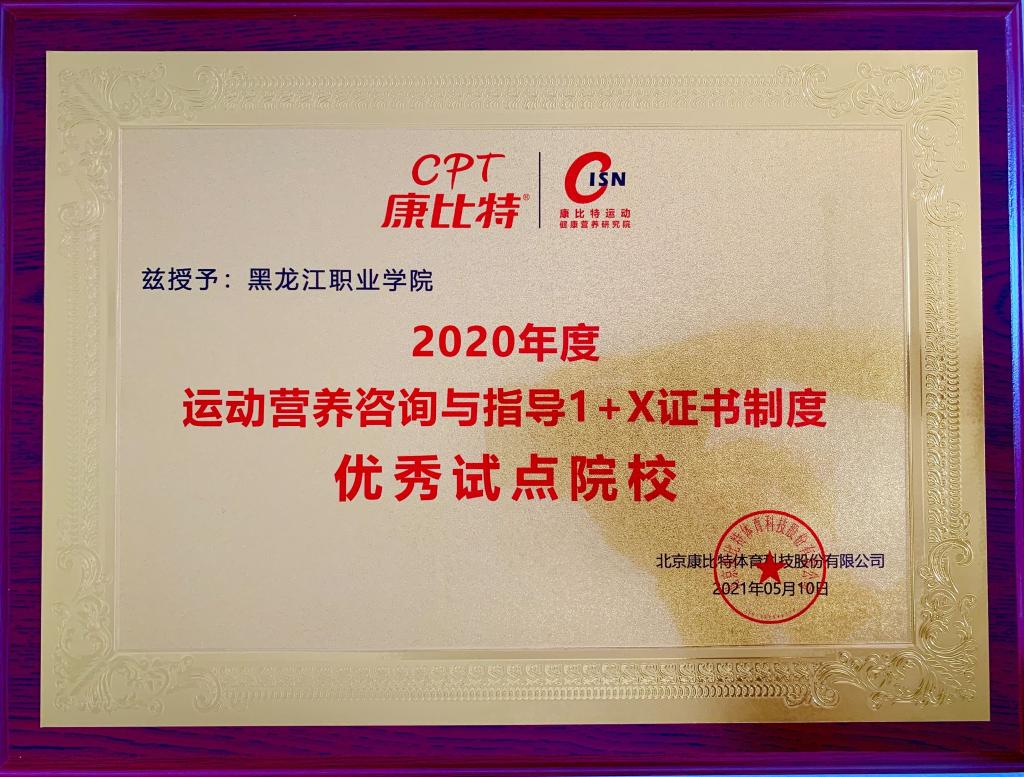 CPT
康比特®
CISN
康比特运动
健康营养研究院
兹授予：黑龙江职业学院
2020年度
运动营养咨询与指导1+X证书制度
优秀试点院校
北京康比特体育科技股份有限公司
2021年05月10日